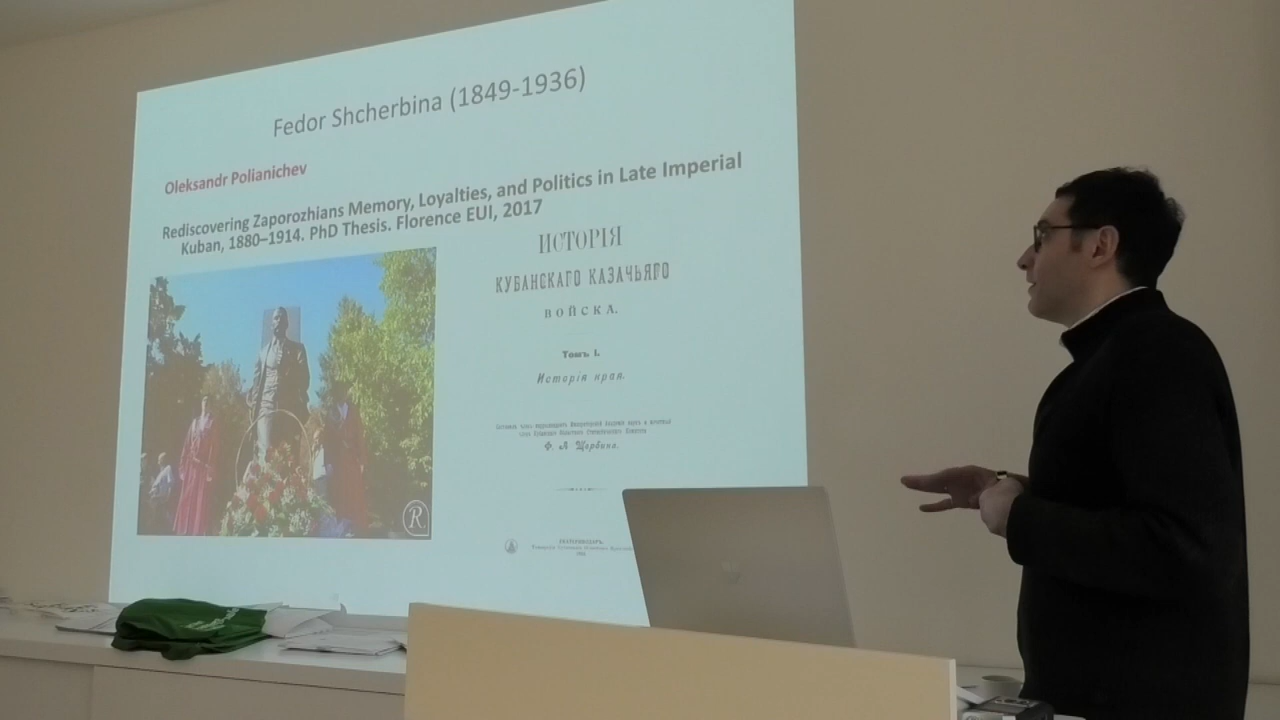 Fedor Shcherbina (1849-1936)
Oleksandr Polianichev
Rediscovering Zaporozhians Memory, Loyalties, and Politics in Late Imperial
Kuban, 1880–1914. PhD Thesis. Florence EUI, 2017
ИСТОРІЯ
КУБАНСКАГО КАЗАЧЬЯГО
ВОЙСКА.
Томъ I.
Исторія края.
Ф. А. Щербина.
ЕКАТЕРИНОДАРЪ.
R.